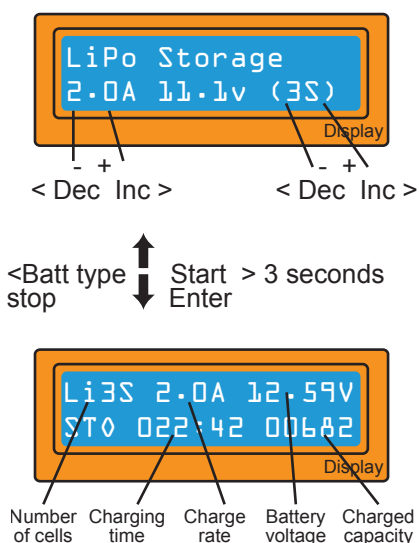 LiPo Storage
2.0A 11.1v (3S)
Display
- +
- +
< Dec Inc >
< Dec Inc >
<Batt type Start > 3 seconds
stop Enter
Li3S 2.0A 12.59V
STO 022:42 00682
Display
Number of cells
Charging time
Charge rate
Battery voltage
Charged capacity